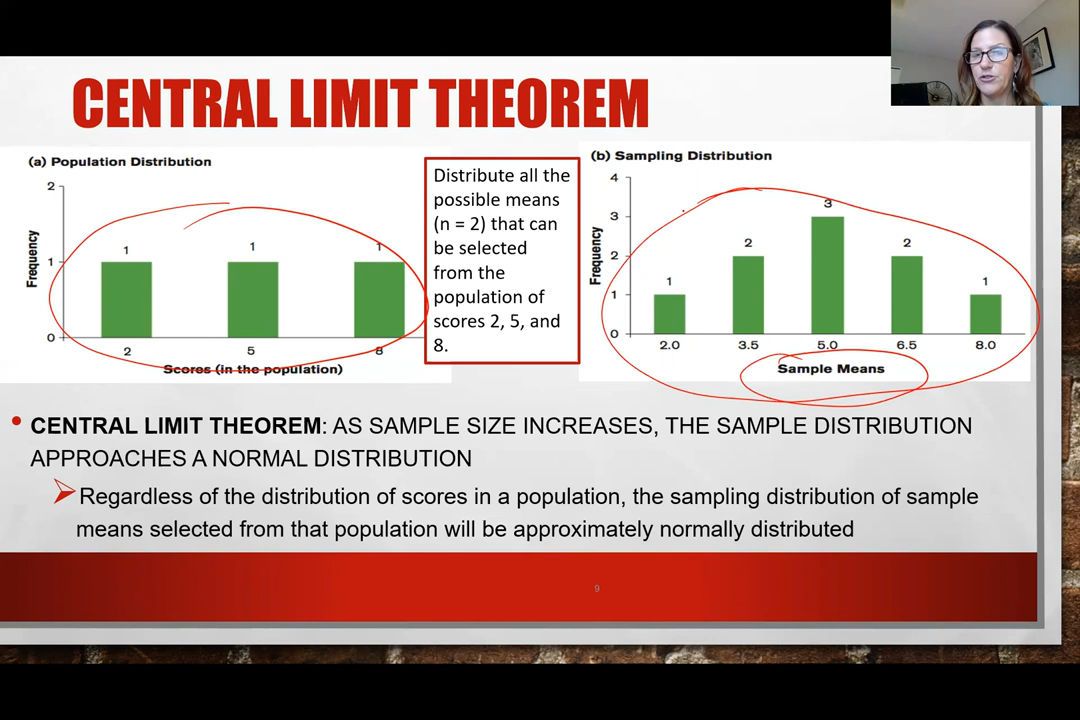 CENTRAL LIMIT THEOREM
(a) Population Distribution
2
1
0
Frequency
1
1
1
2
5
8
Scores (in the population)
Distribute all the
possible means
(n = 2) that can
be selected
from the
population of
scores 2, 5, and
8.
(b) Sampling Distribution
4
3
2
1
0
Frequency
1
2
3
2
1
2.0
3.5
5.0
6.5
8.0
Sample Means
• CENTRAL LIMIT THEOREM: AS SAMPLE SIZE INCREASES, THE SAMPLE DISTRIBUTION
APPROACHES A NORMAL DISTRIBUTION
Regardless of the distribution of scores in a population, the sampling distribution of sample
means selected from that population will be approximately normally distributed
9